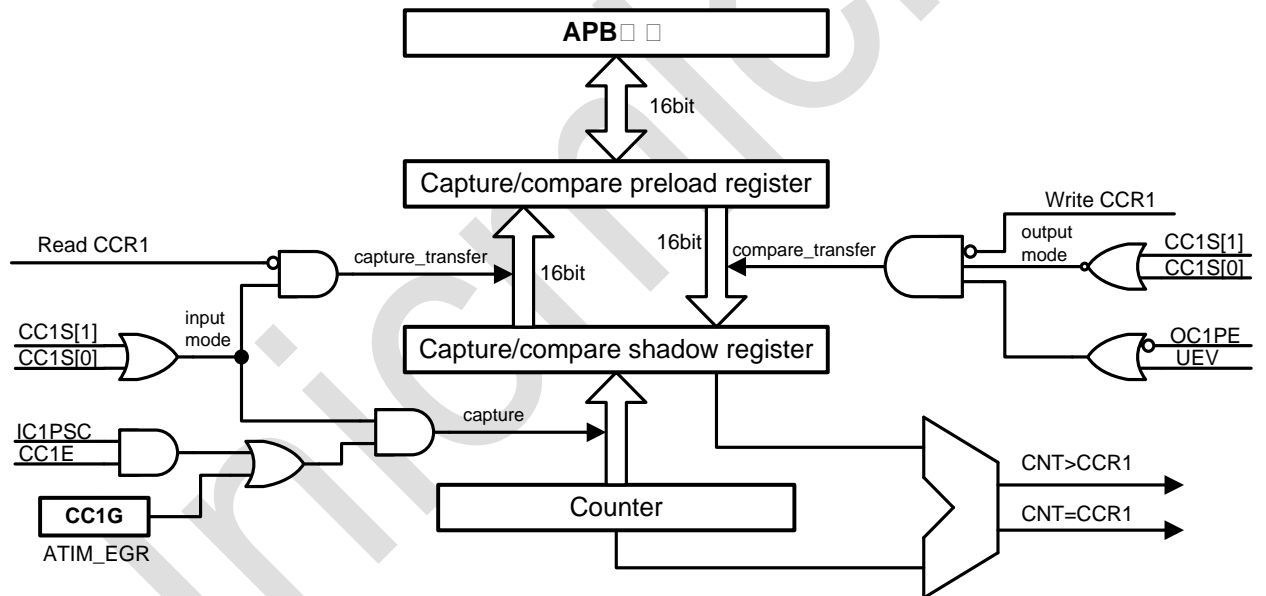 APB
16bit
Capture/compare preload register
Write CCR1
Read CCR1
capture_transfer
16bit
16bit
compare_transfer
output
mode
CC1S[1]
CC1S[0]
CC1S[1]
CC1S[0]
input
mode
Capture/compare shadow register
OC1PE
UEV
IC1PSC
CC1E
capture
CC1G
ATIM_EGR
Counter
CNT>CCR1
CNT=CCR1